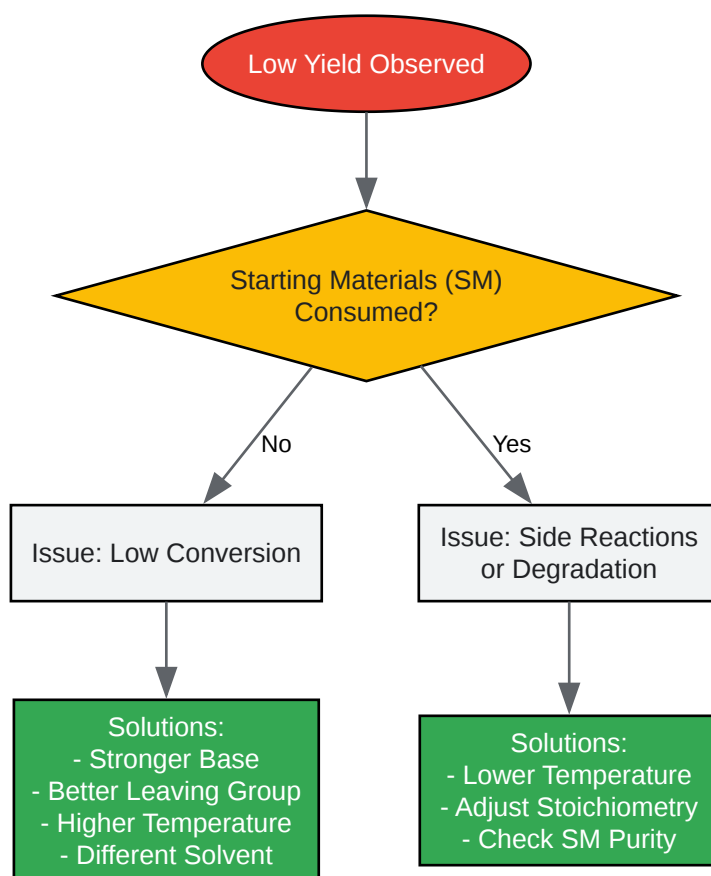 Low Yield Observed
Starting Materials (SM)
Consumed?
No
Yes
Issue: Low Conversion
Issue: Side Reactions
or Degradation
Solutions:
- Stronger Base
- Better Leaving Group
- Higher Temperature
- Different Solvent
Solutions:
- Lower Temperature
- Adjust Stoichiometry
- Check SM Purity